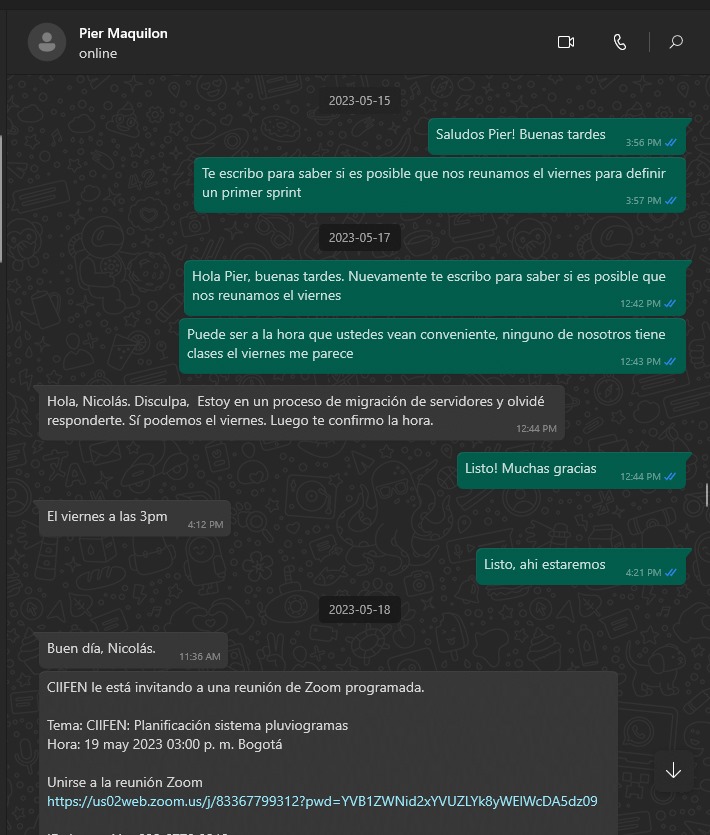 Pier Maquilon
online
2023-05-15
Saludos Pier! Buenas tardes
3:56 PM
Te escribo para saber si es posible que nos reunamos el viernes para definir
un primer sprint
3:57 PM
2023-05-17
Hola Pier, buenas tardes. Nuevamente te escribo para saber si es posible que
nos reunamos el viernes
12:42 PM
Puede ser a la hora que ustedes vean conveniente, ninguno de nosotros tiene
clases el viernes me parece
12:43 PM
Hola, Nicolás. Disculpa,  Estoy en un proceso de migración de servidores y olvidé
responderte. Sí podemos el viernes. Luego te confirmo la hora.
12:44 PM
Listo! Muchas gracias
12:44 PM
El viernes a las 3pm
4:12 PM
Listo, ahi estaremos
4:21 PM
2023-05-18
Buen día, Nicolás.
11:36 AM
CIIFEN le está invitando a una reunión de Zoom programada.
Tema: CIIFEN: Planificación sistema pluviogramas
Hora: 19 may 2023 03:00 p. m. Bogotá
Unirse a la reunión Zoom
https://us02web.zoom.us/j/83367799312?pwd=YVB1ZWNid2xYVUZLYk8yWElWcDA5dz09